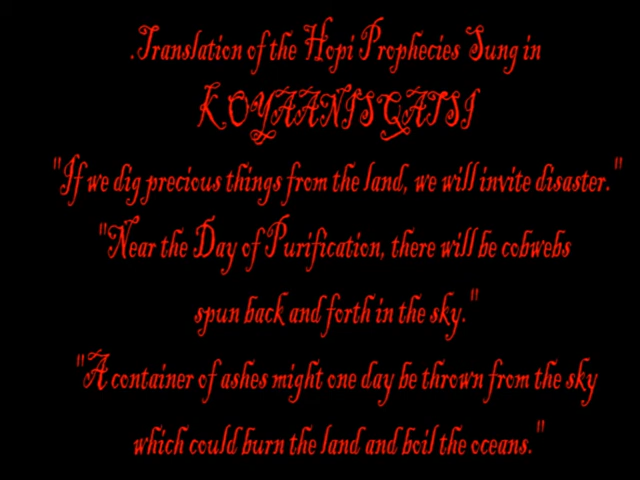 .Translation of the Hopi Prophecies Sung in
KOYAANISQATSI
"If we dig precious things from the land, we will invite disaster."
"Near the Day of Purification, there will be cobwebs
spun back and forth in the sky."
"A container of ashes might one day be thrown from the sky
which could burn the land and boil the oceans."